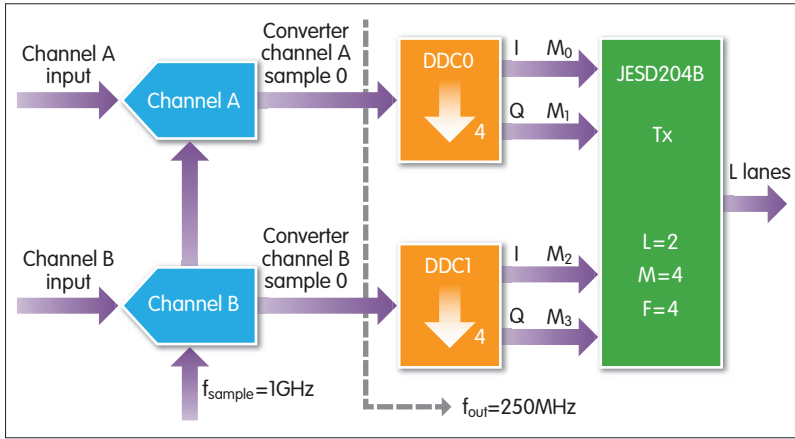 Channel A
input
Channel A
Converter
channel A
sample 0
DDC0
4
I M0
Q M1
JESD204B
Tx
L=2
M=4
F=4
L lanes
Channel B
input
Channel B
Converter
channel B
sample 0
DDC1
4
I M2
Q M3
fsample=1GHz
fout=250MHz